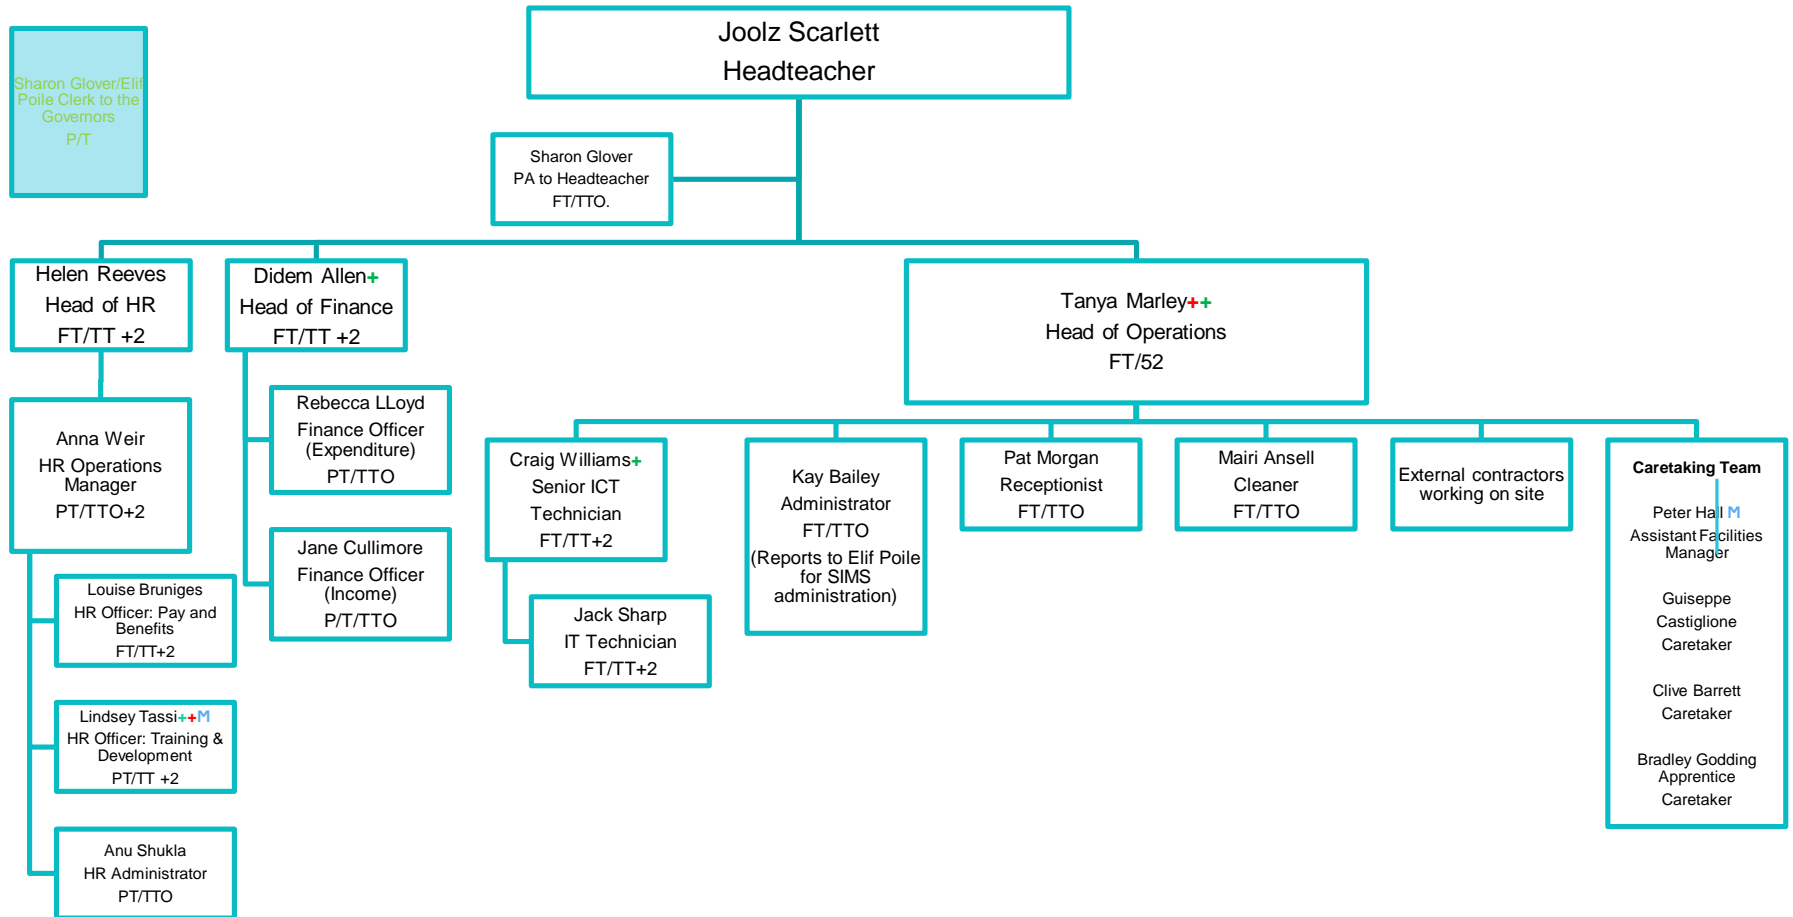 Joolz Scarlett
Headteacher
Sharon Glover/Elif
Poile Clerk to the
Governors
P/T
Sharon Glover
PA to Headteacher
FT/TTO.
Helen Reeves
Head of HR
FT/TT +2
Didem Allen+
Head of Finance
FT/TT +2
Tanya Marley++
Head of Operations
FT/52
Anna Weir
HR Operations
Manager
PT/TTO+2
Louise Bruniges
HR Officer: Pay and
Benefits
FT/TT+2
Lindsey Tassi++M
HR Officer: Training &
Development
PT/TT +2
Anu Shukla
HR Administrator
PT/TTO
Rebecca LLoyd
Finance Officer
(Expenditure)
PT/TTO
Jane Cullimore
Finance Officer
(Income)
P/T/TTO
Craig Williams+
Senior ICT
Technician
FT/TT+2
Jack Sharp
IT Technician
FT/TT+2
Kay Bailey
Administrator
FT/TTO
(Reports to Elif Poile
for SIMS
administration)
Pat Morgan
Receptionist
FT/TTO
Mairi Ansell
Cleaner
FT/TTO
External contractors
working on site
Caretaking Team
Peter Hall M
Assistant Facilities
Manager
Guiseppe
Castiglione
Caretaker
Clive Barrett
Caretaker
Bradley Godding
Apprentice
Caretaker